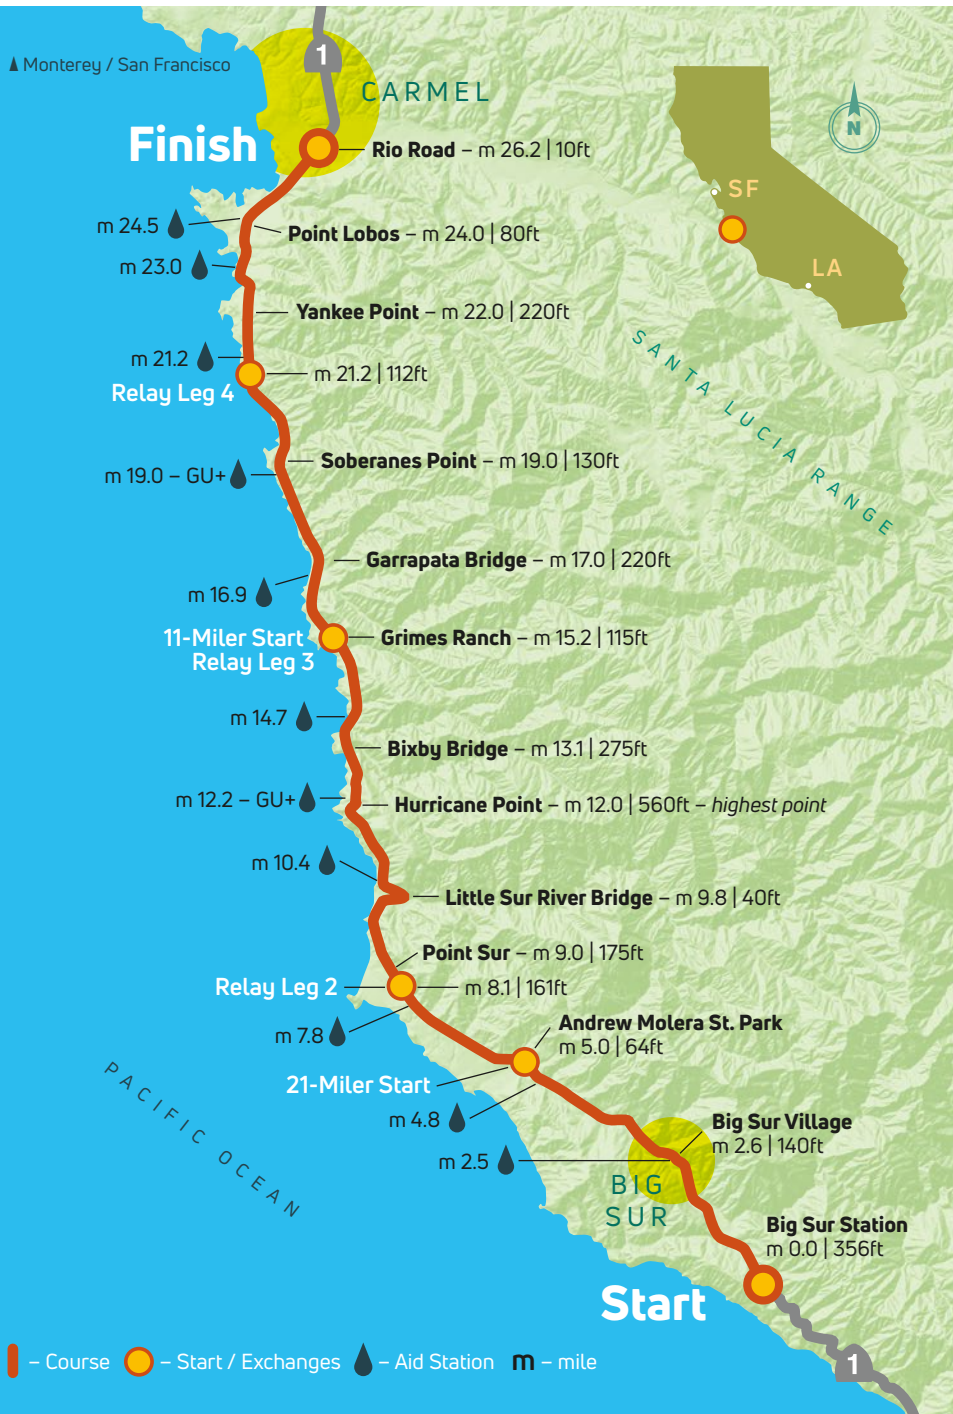 1
Monterey / San Francisco
CARMEL
N
Finish
Rio Road – m 26.2 | 10ft
SF
m 24.5
Point Lobos – m 24.0 | 80ft
m 23.0
LA
Yankee Point – m 22.0 | 220ft
SANTA LUCIA RANGE
m 21.2
m 21.2 | 112ft
Relay Leg 4
Soberanes Point – m 19.0 | 130ft
m 19.0 – GU+
Garrapata Bridge – m 17.0 | 220ft
m 16.9
11-Miler Start
Relay Leg 3
Grimes Ranch – m 15.2 | 115ft
m 14.7
Bixby Bridge – m 13.1 | 275ft
m 12.2 – GU+
Hurricane Point – m 12.0 | 560ft – highest point
m 10.4
Little Sur River Bridge – m 9.8 | 40ft
Point Sur – m 9.0 | 175ft
Relay Leg 2
m 8.1 | 161ft
m 7.8
Andrew Molera St. Park
m 5.0 | 64ft
21-Miler Start
PACIFIC OCEAN
m 4.8
Big Sur Village
m 2.6 | 140ft
m 2.5
BIG
SUR
Big Sur Station
m 0.0 | 356ft
Start
1
– Course
– Start / Exchanges
– Aid Station
m – mile